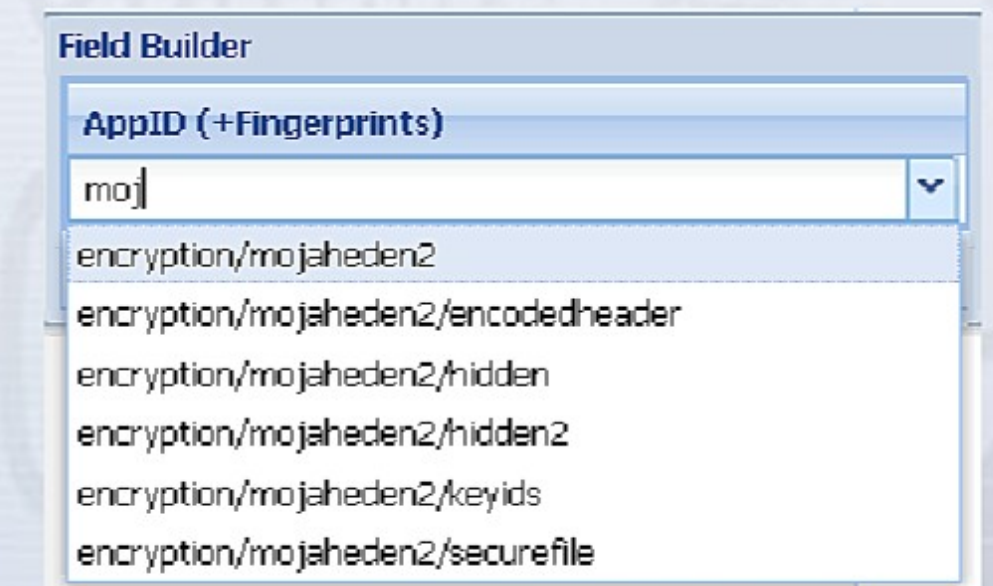 Field Builder
AppID (+Fingerprints)
moj
encryption/mojaheden2
encryption/mojaheden2/encodedheader
encryption/mojaheden2/hidden
encryption/mojaheden2/hidden2
encryption/mojaheden2/keyids
encryption/mojaheden2/securefile